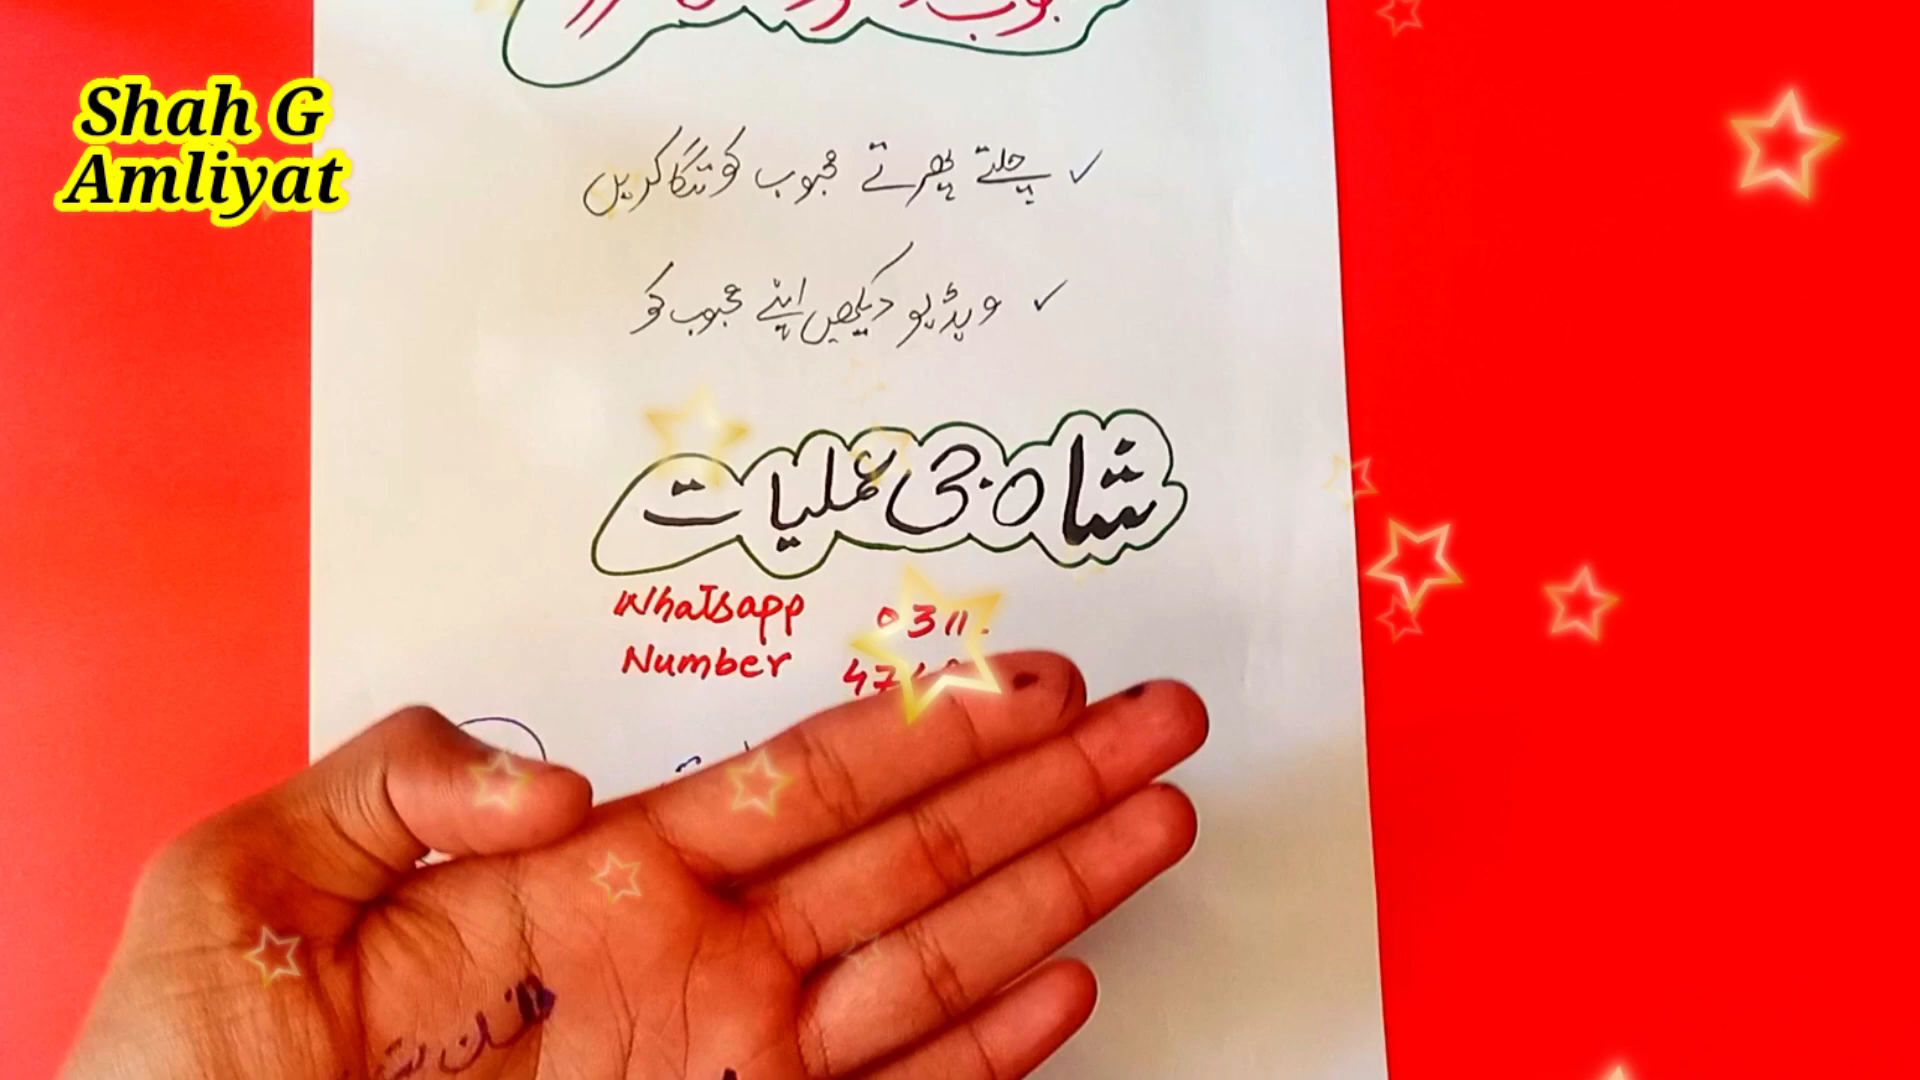 Shah G
Amliyat
✓ چلتے پھرتے محبوب کو ننگا کریں
✓ ویڈیو دیکھیں اپنے محبوب کو
شاہ جی عملیات
Whatsapp 0311
Number 47